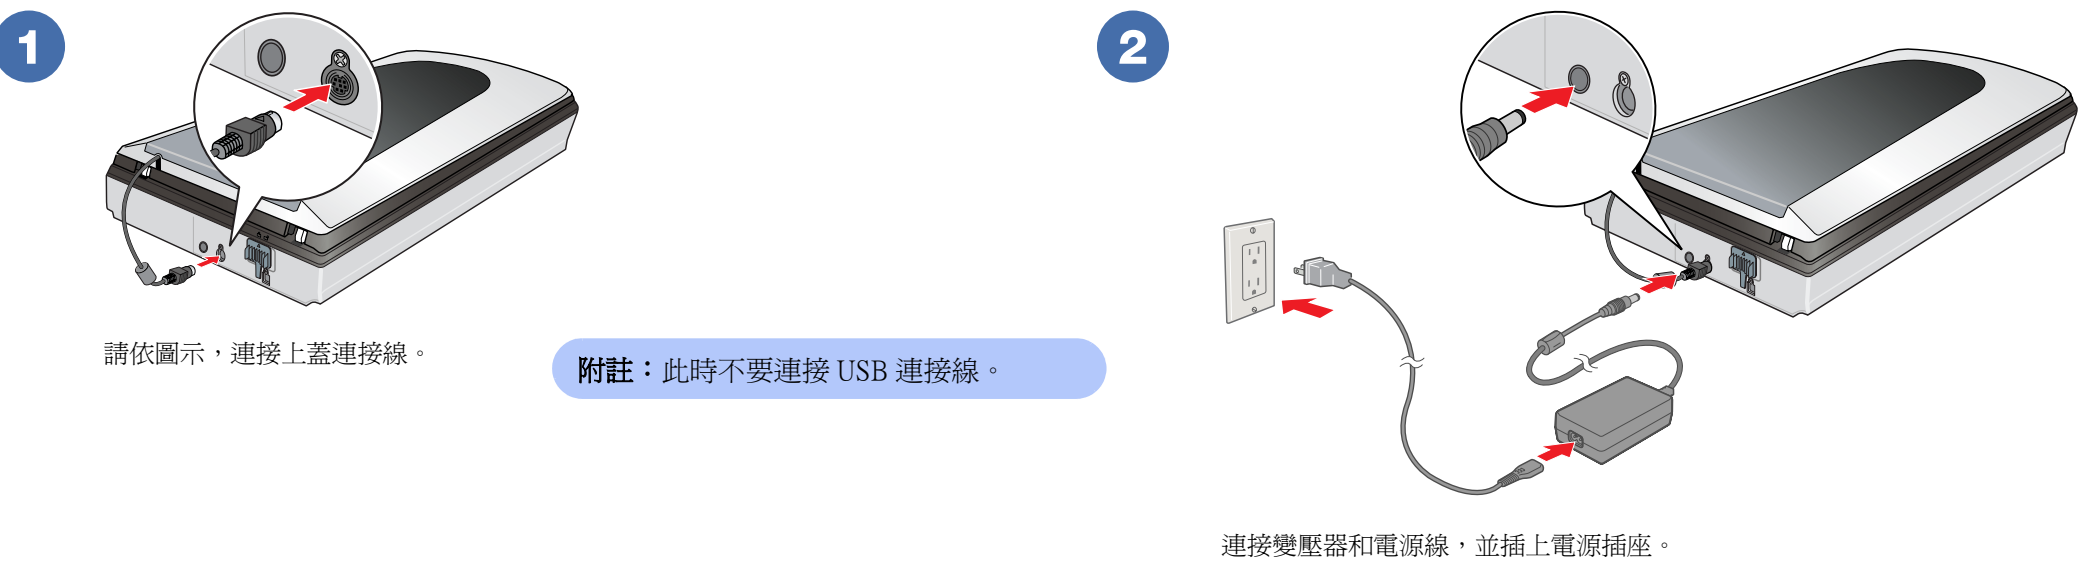 1
請依圖示，連接上蓋連接線。
附註：此時不要連接 USB 連接線。
2
連接變壓器和電源線，並插上電源插座。